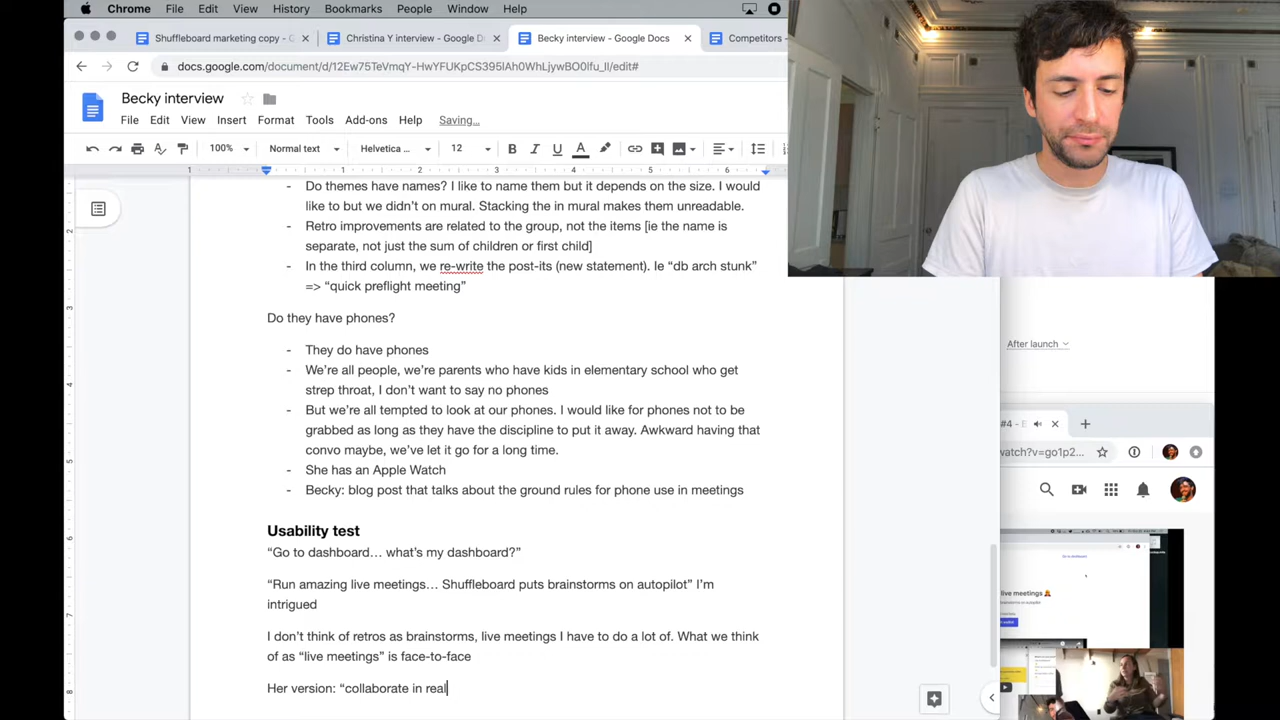 Chrome File Edit View History Bookmarks People Window Help
Shuffleboard marketing copy - G
Christina Y interview - Google D
Becky interview - Google Docs
Competitors -
docs.google.com/document/d/12Ew75TeVmqY-HwYFUKpCS395IAh0WhLjywBO0lfu_lI/edit#
Becky interview
File Edit View Insert Format Tools Add-ons Help Saving...
100% Normal text Helvetica ... 12 B I U A
- Do themes have names? I like to name them but it depends on the size. I would
like to but we didn't on mural. Stacking the in mural makes them unreadable.
- Retro improvements are related to the group, not the items [ie the name is
separate, not just the sum of children or first child]
- In the third column, we re-write the post-its (new statement). Ie “db arch stunk”
=> “quick preflight meeting”
Do they have phones?
- They do have phones
- We're all people, we're parents who have kids in elementary school who get
strep throat, I don't want to say no phones
- But we're all tempted to look at our phones. I would like for phones not to be
grabbed as long as they have the discipline to put it away. Awkward having that
convo maybe, we've let it go for a long time.
- She has an Apple Watch
- Becky: blog post that talks about the ground rules for phone use in meetings
Usability test
“Go to dashboard… what's my dashboard?”
“Run amazing live meetings… Shuffleboard puts brainstorms on autopilot” I'm
intrigued
I don't think of retros as brainstorms, live meetings I have to do a lot of. What we think
of as “live meetings” is face-to-face
Her version: “collaborate in real
After launch
#4 - E
watch?v=go1p2...
Go to dashboard
live meetings